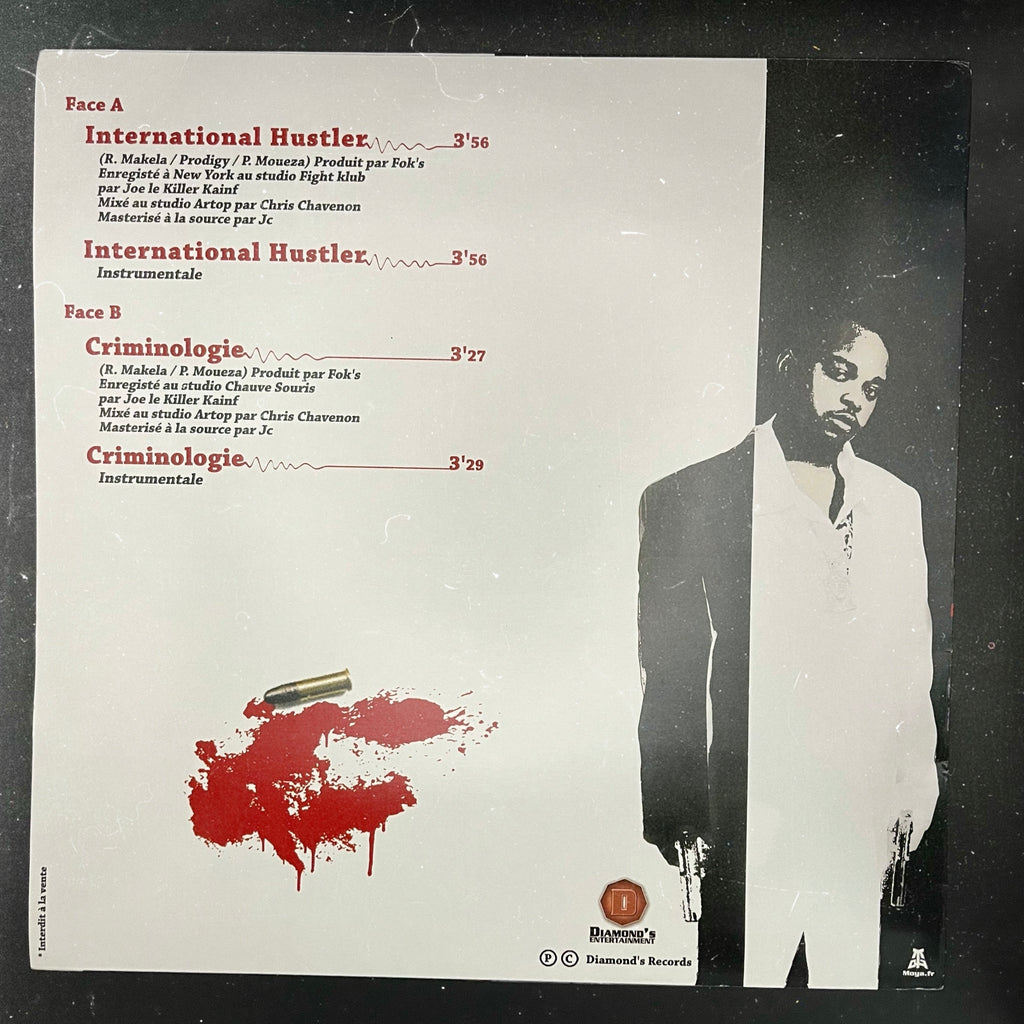 Face A
International Hustler 3'56
(R. Makela / Prodigy / P. Moueza) Produit par Fok's
Enregistré à New York au studio Fight klub
par Joe le Killer Kainf
Mixé au studio Artop par Chris Chavenon
Masterisé à la source par Jc
International Hustler 3'56
Instrumentale
Face B
Criminologie 3'27
(R. Makela / P. Moueza) Produit par Fok's
Enregisté au studio Chauve Souris
par Joe le Killer Kainf
Mixé au studio Artop par Chris Chavenon
Masterisé à la source par Jc
Criminologie 3'29
Instrumentale
* Interdit à la vente
D
DIAMOND'S
ENTERTAINMENT
Ⓟ Ⓒ Diamond's Records
Moya.fr